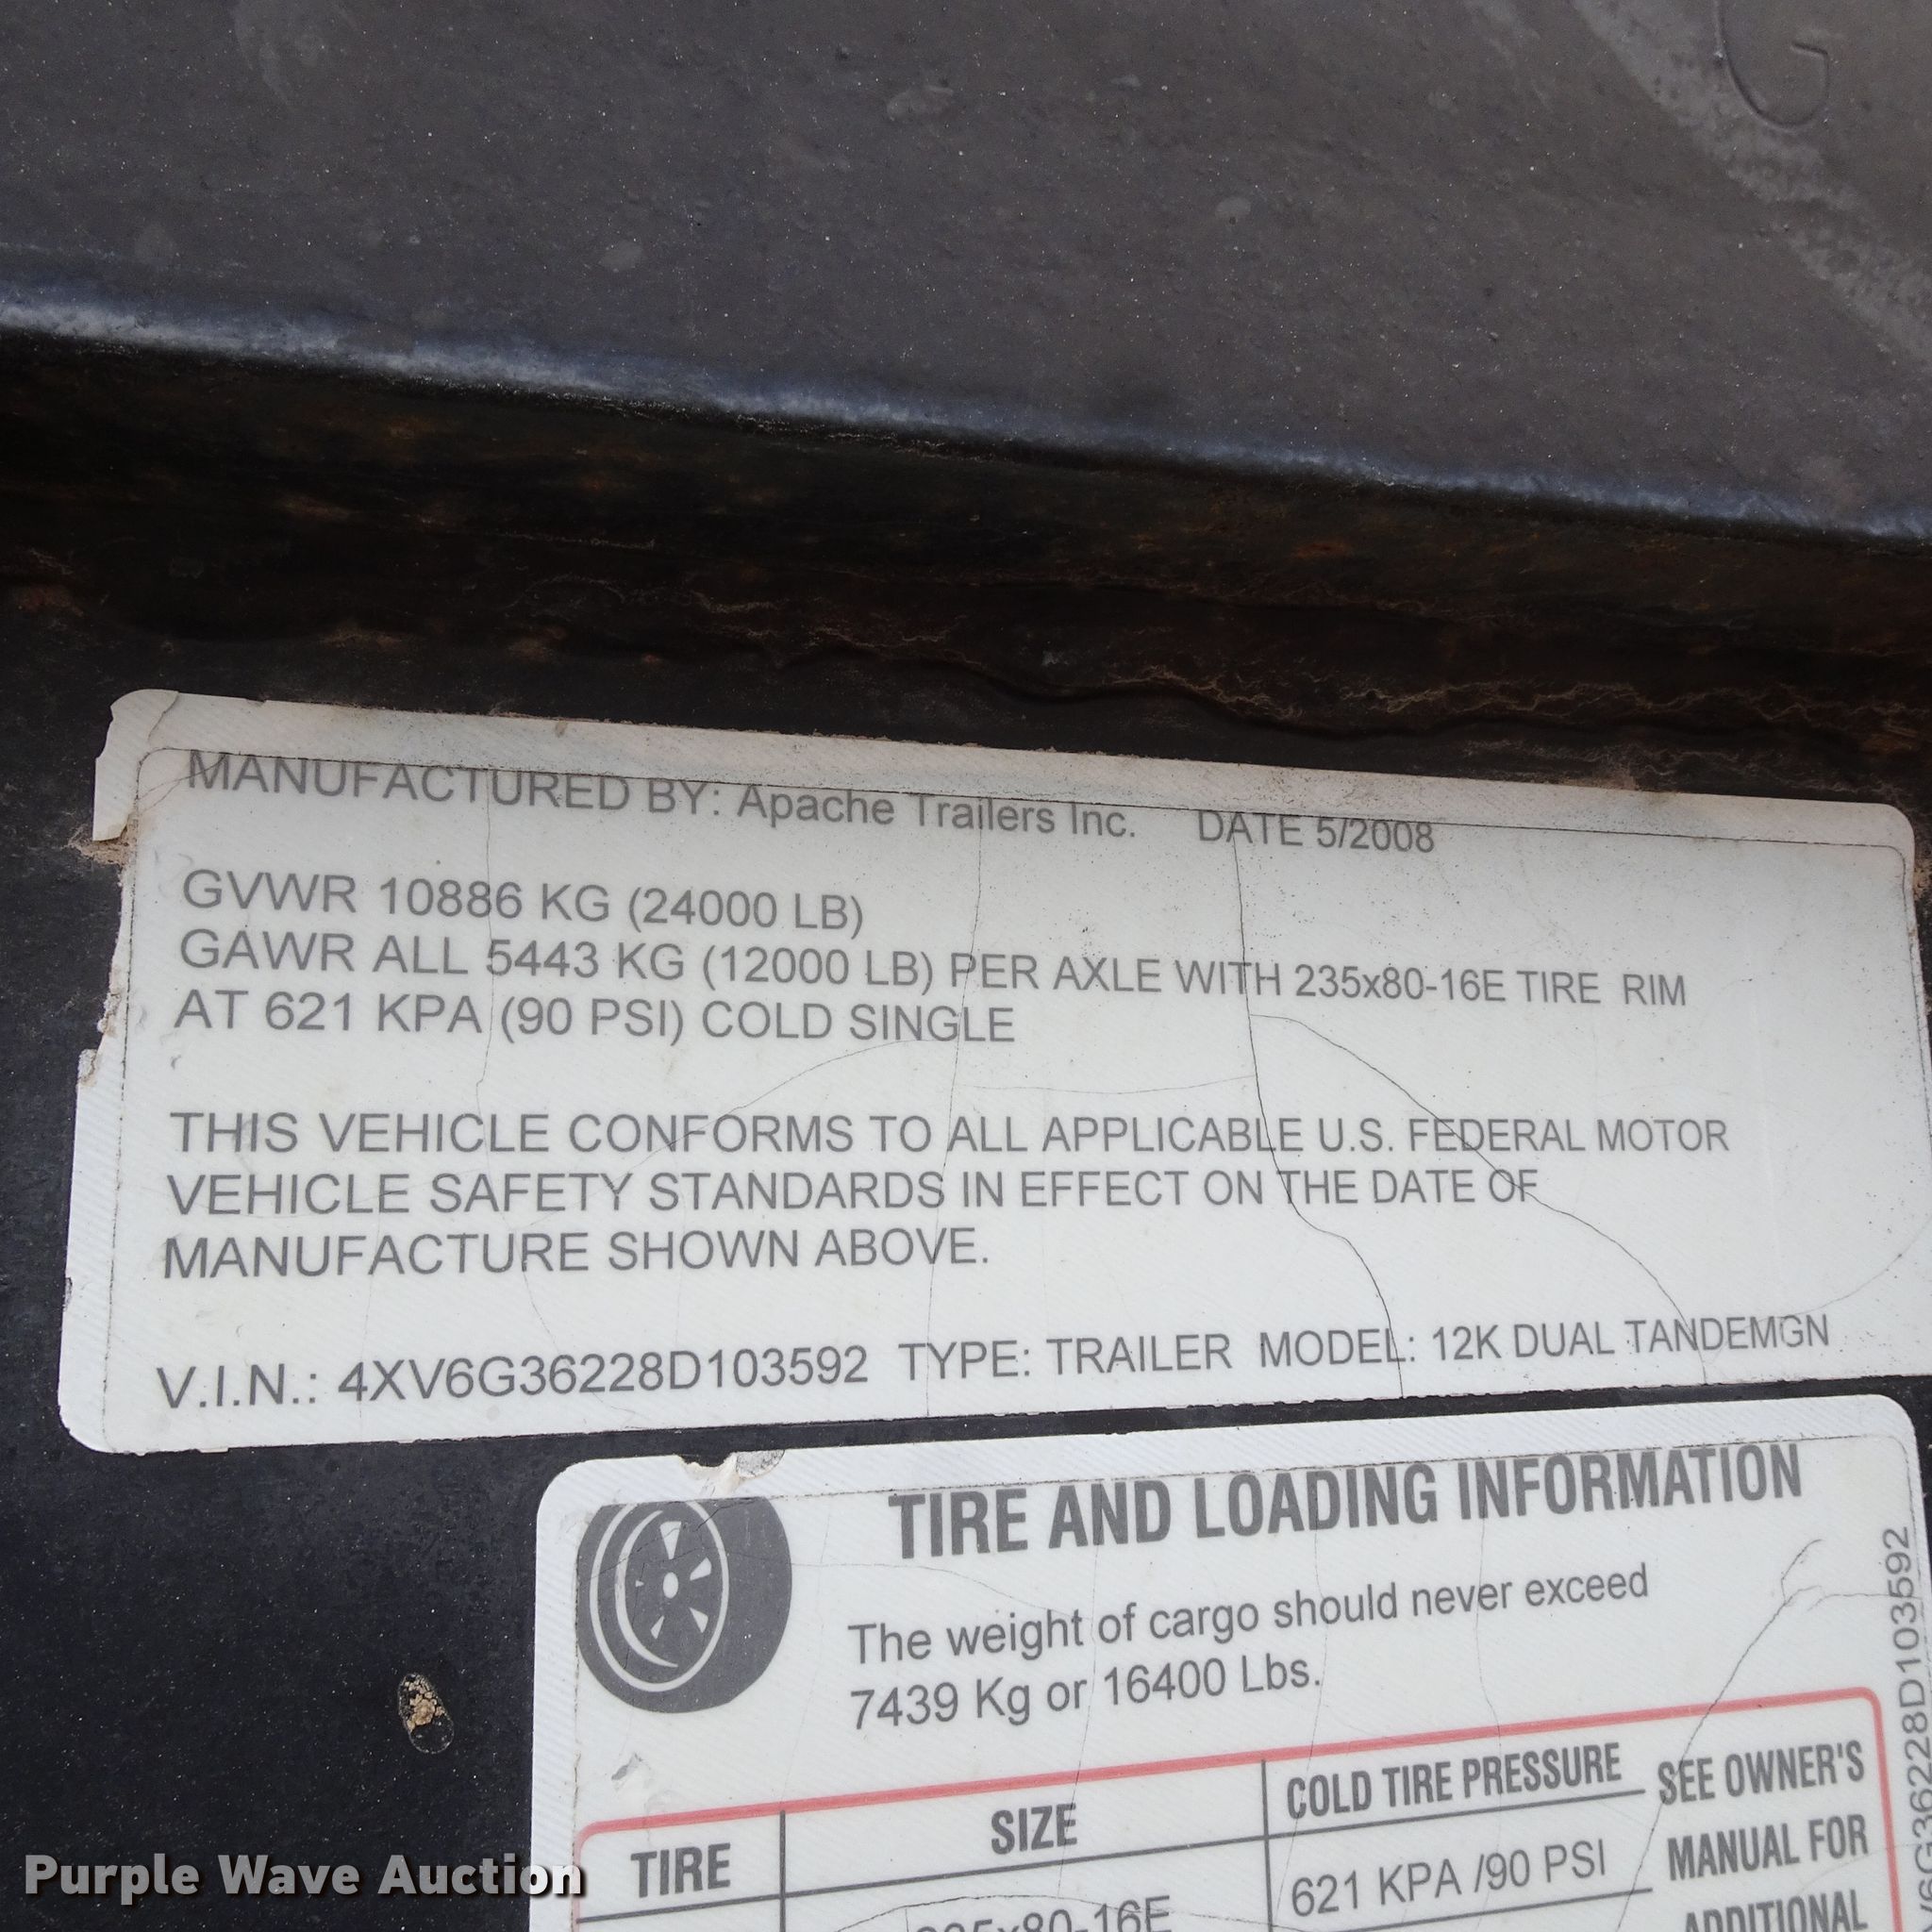 G
MANUFACTURED BY: Apache Trailers Inc. DATE 5/2008
GVWR 10886 KG (24000 LB)
GAWR ALL 5443 KG (12000 LB) PER AXLE WITH 235x80-16E TIRE RIM
AT 621 KPA (90 PSI) COLD SINGLE
THIS VEHICLE CONFORMS TO ALL APPLICABLE U.S. FEDERAL MOTOR
VEHICLE SAFETY STANDARDS IN EFFECT ON THE DATE OF
MANUFACTURE SHOWN ABOVE.
V.I.N.: 4XV6G36228D103592 TYPE: TRAILER MODEL: 12K DUAL TANDEMGN
TIRE AND LOADING INFORMATION
The weight of cargo should never exceed
7439 Kg or 16400 Lbs.
TIRE SIZE COLD TIRE PRESSURE SEE OWNER'S
235x80-16E 621 KPA /90 PSI MANUAL FOR
ADDITIONAL
6G36228D103592
Purple Wave Auction